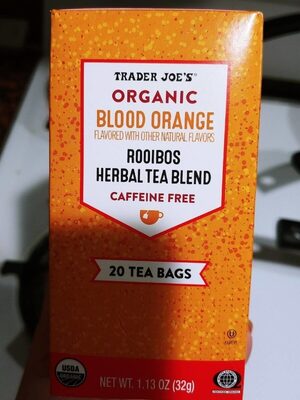 TRADER JOE'S
ORGANIC
BLOOD ORANGE
FLAVORED WITH OTHER NATURAL FLAVORS
ROOIBOS
HERBAL TEA BLEND
CAFFEINE FREE
20 TEA BAGS
U
USDA
ORGANIC
NET WT. 1.13 OZ (32g)